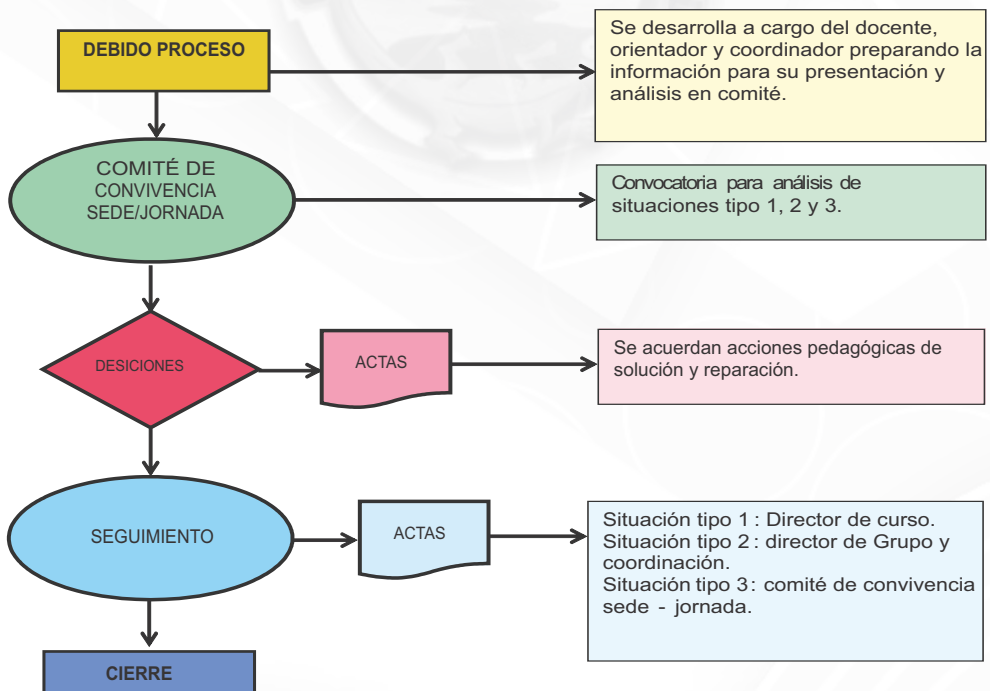 DEBIDO PROCESO
Se desarrolla a cargo del docente,
orientador y coordinador preparando la
información para su presentación y
análisis en comité.
COMITÉ DE
CONVIVENCIA
SEDE/JORNADA
Convocatoria para análisis de
situaciones tipo 1, 2 y 3.
DESICIONES
ACTAS
Se acuerdan acciones pedagógicas de
solución y reparación.
SEGUIMIENTO
ACTAS
Situación tipo 1 : Director de curso.
Situación tipo 2 : director de Grupo y
coordinación.
Situación tipo 3 : comité de convivencia
sede - jornada.
CIERRE